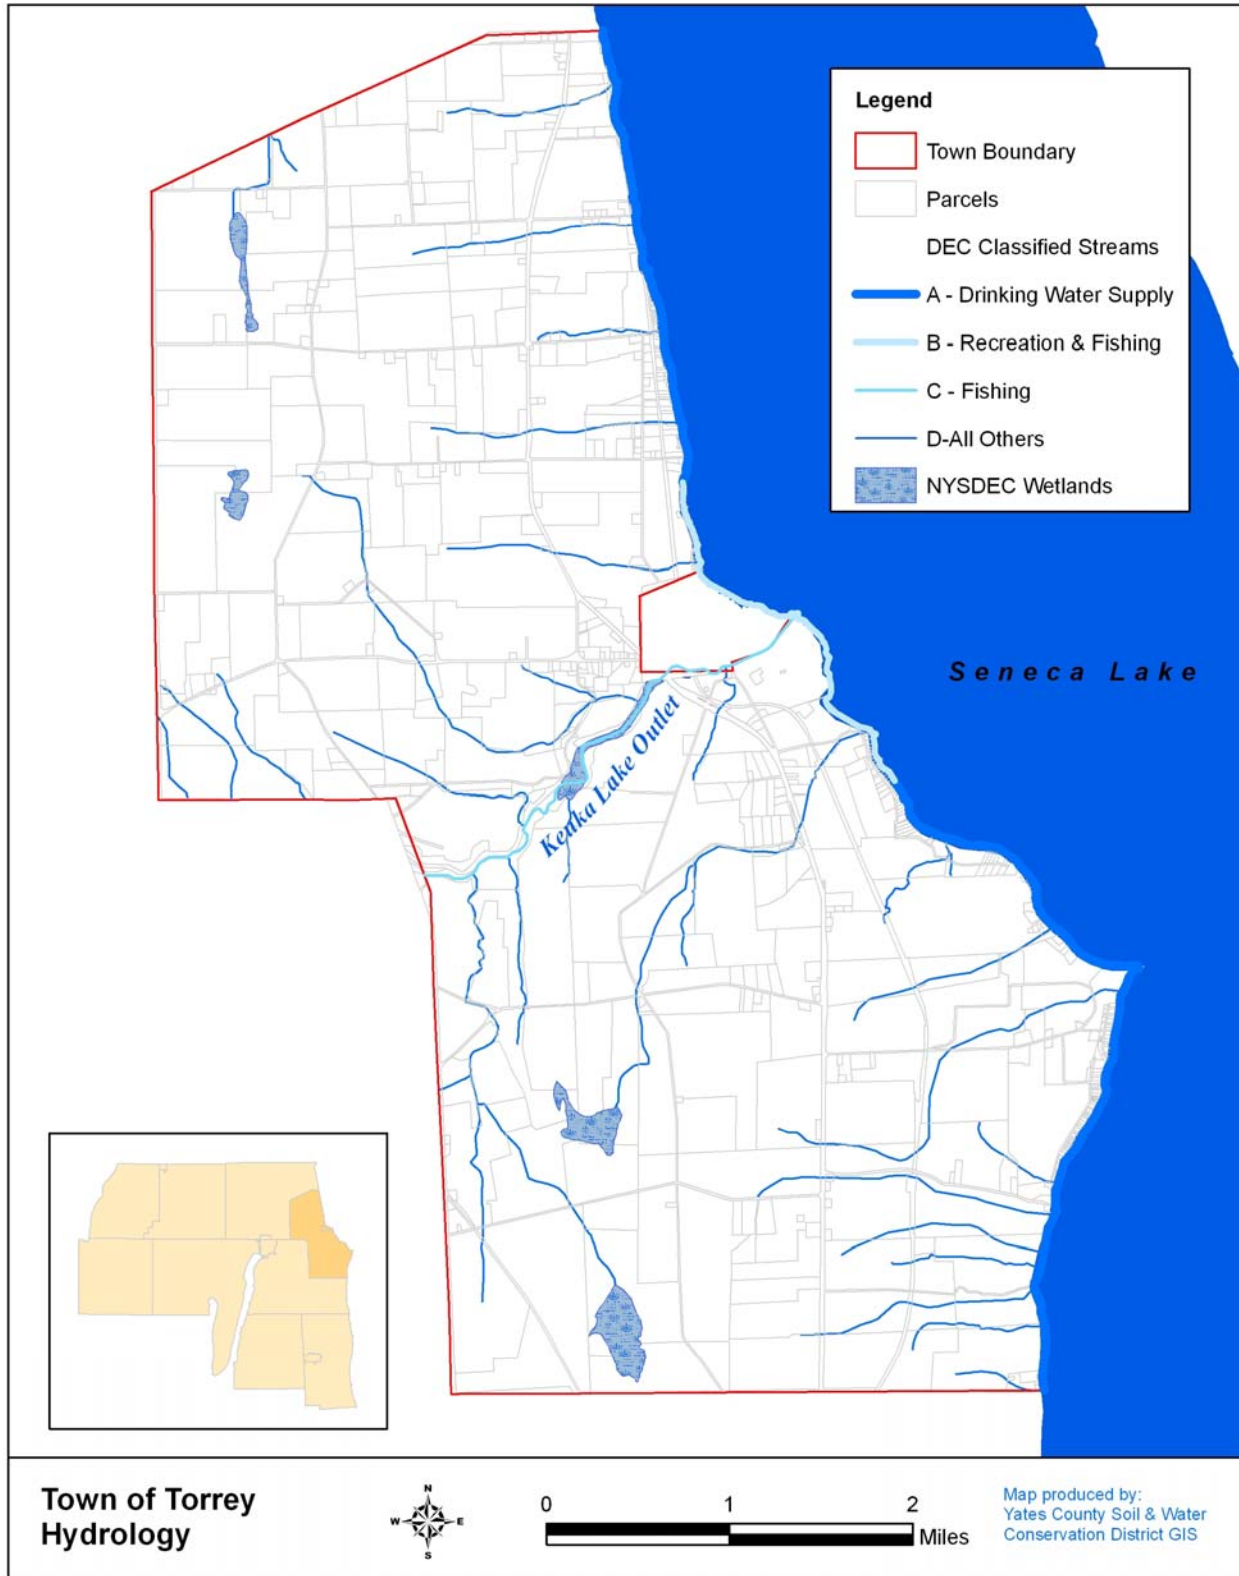 Legend
Town Boundary
Parcels
DEC Classified Streams
A - Drinking Water Supply
B - Recreation & Fishing
C - Fishing
D-All Others
NYSDEC Wetlands
Seneca Lake
Keuka Lake Outlet
Town of Torrey
Hydrology
N
W
E
S
0
1
2
Miles
Map produced by:
Yates County Soil & Water
Conservation District GIS